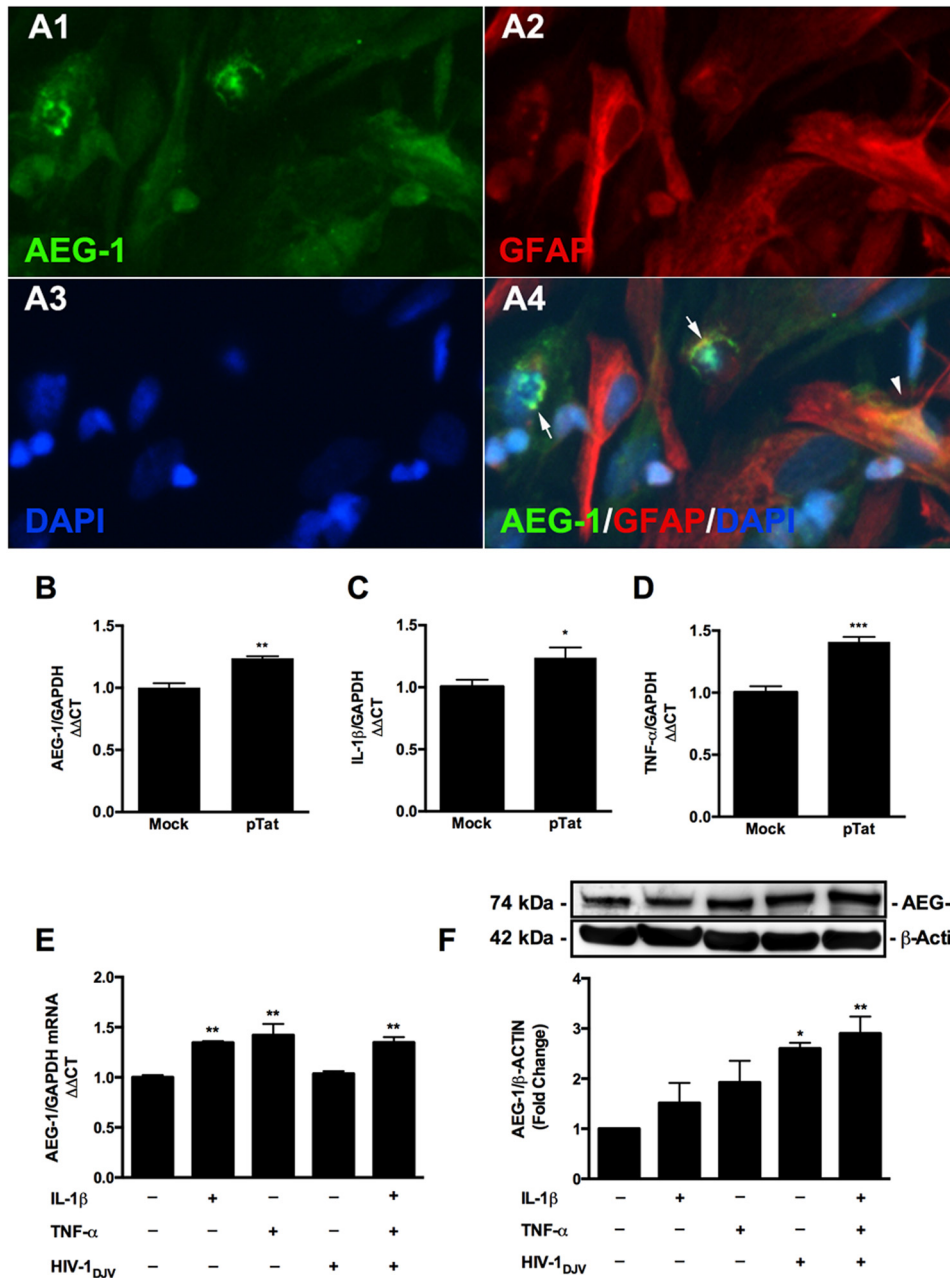 A1
A2
AEG-1
GFAP
A3
A4
DAPI
AEG-1/GFAP/DAPI
B
C
D
AEG-1/GAPDH
ΔΔCT
1.5
1.0
0.5
0.0
**
Mock pTat
IL-1β/GAPDH
ΔΔCT
1.5
1.0
0.5
0.0
*
Mock pTat
TNF-α/GAPDH
ΔΔCT
1.5
1.0
0.5
0.0
***
Mock pTat
E
AEG-1/GAPDH mRNA
ΔΔCT
2.0
1.5
1.0
0.5
0.0
** ** **
IL-1β – + – – +
TNF-α – – + – +
HIV-1DJV – – – + +
F
74 kDa - - AEG-
42 kDa - - β-Acti
AEG-1/β-ACTIN
(Fold Change)
4
3
2
1
0
* **
IL-1β – + – – +
TNF-α – – + – +
HIV-1DJV – – – + +